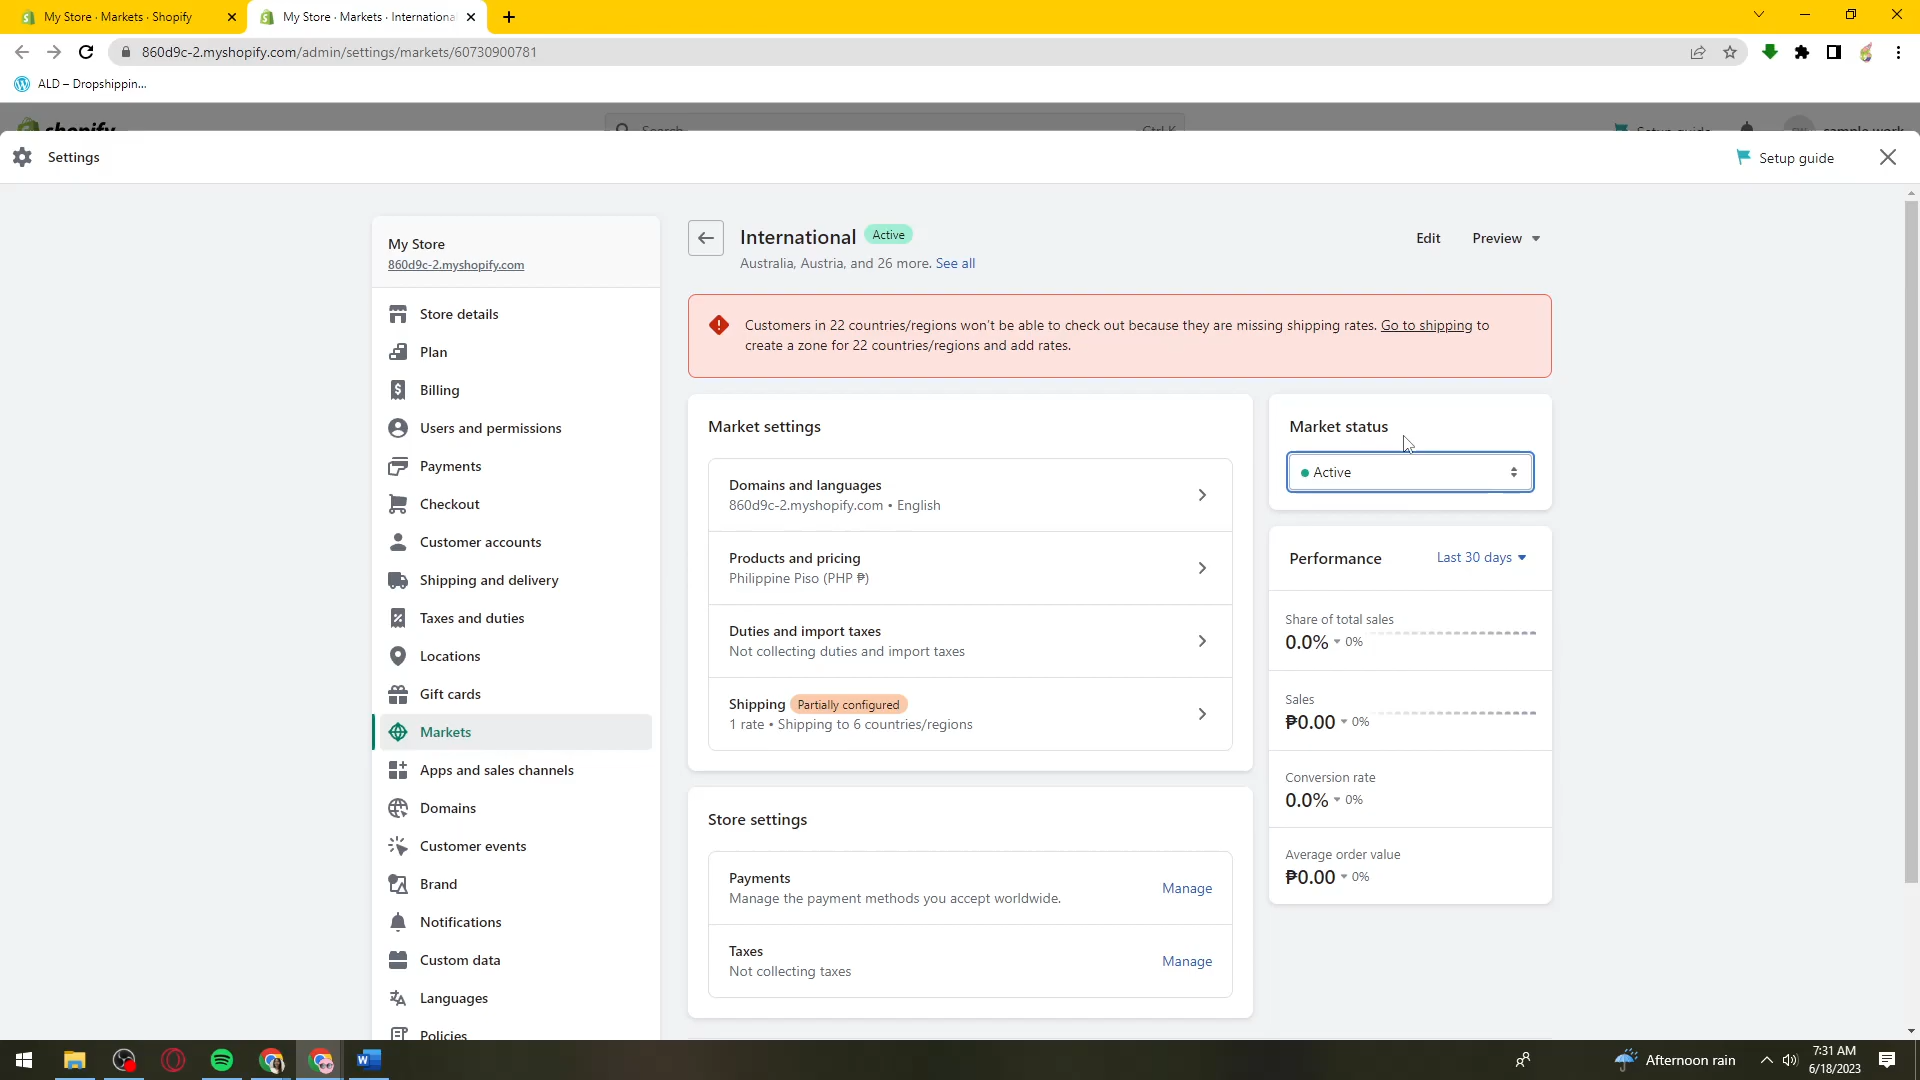 My Store · Markets · Shopify
My Store · Markets · International
860d9c-2.myshopify.com/admin/settings/markets/60730900781
ALD – Dropshippin...
shopify
Search
Ctrl K
Setup guide
sample work
Settings
Setup guide
My Store
860d9c-2.myshopify.com
Store details
Plan
Billing
Users and permissions
Payments
Checkout
Customer accounts
Shipping and delivery
Taxes and duties
Locations
Gift cards
Markets
Apps and sales channels
Domains
Customer events
Brand
Notifications
Custom data
Languages
Policies
International Active
Australia, Austria, and 26 more. See all
Edit
Preview
Customers in 22 countries/regions won't be able to check out because they are missing shipping rates. Go to shipping to
create a zone for 22 countries/regions and add rates.
Market settings
Domains and languages
860d9c-2.myshopify.com • English
Products and pricing
Philippine Piso (PHP ₱)
Duties and import taxes
Not collecting duties and import taxes
Shipping Partially configured
1 rate • Shipping to 6 countries/regions
Store settings
Payments
Manage the payment methods you accept worldwide.
Manage
Taxes
Not collecting taxes
Manage
Market status
Active
Performance
Last 30 days
Share of total sales
0.0% 0%
Sales
₱0.00 0%
Conversion rate
0.0% 0%
Average order value
₱0.00 0%
Afternoon rain
7:31 AM
6/18/2023